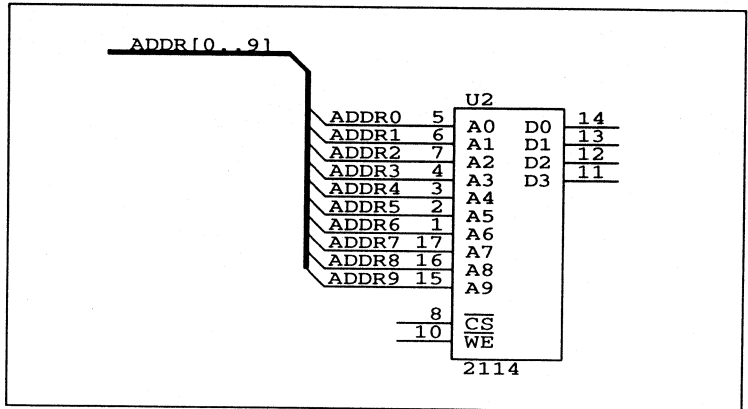 ADDR[0..9]
U2
ADDR0 5 A0 D0 14
ADDR1 6 A1 D1 13
ADDR2 7 A2 D2 12
ADDR3 4 A3 D3 11
ADDR4 3 A4
ADDR5 2 A5
ADDR6 1 A6
ADDR7 17 A7
ADDR8 16 A8
ADDR9 15 A9
8 C̅S̅
10 W̅E̅
2114